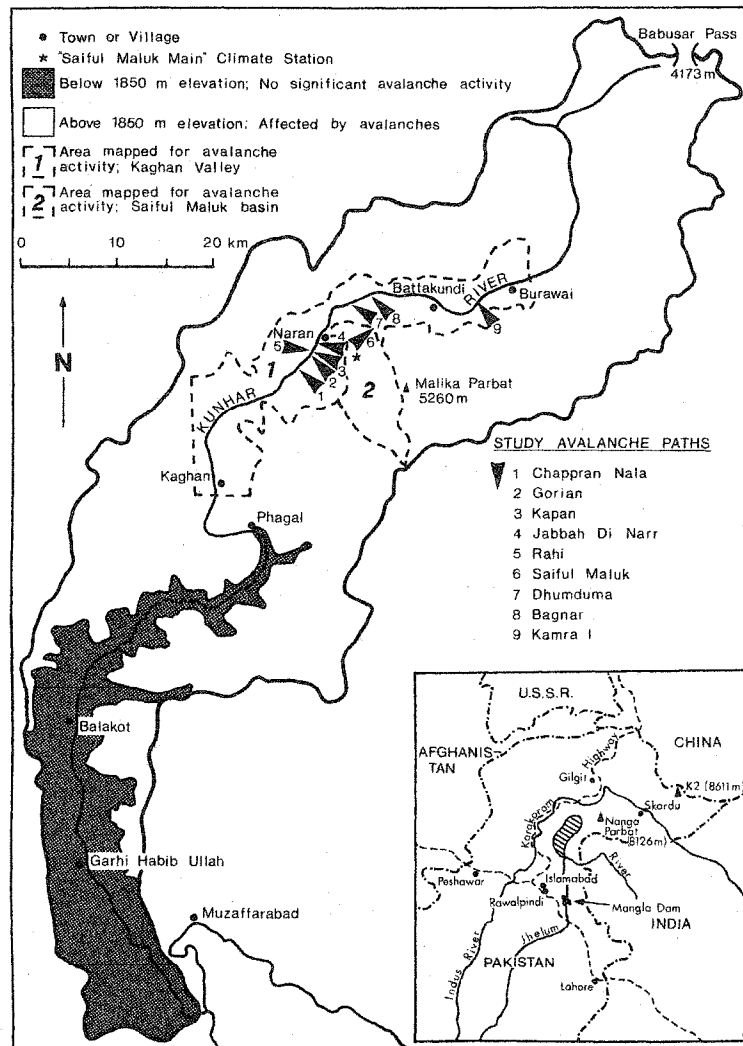 Town or Village
"Saiful Maluk Main" Climate Station
Below 1850 m elevation; No significant avalanche activity
Above 1850 m elevation; Affected by avalanches
1 Area mapped for avalanche
activity; Kaghan Valley
2 Area mapped for avalanche
activity; Saiful Maluk basin
0 10 20 km
N
Babusar Pass
4173 m
Battakundi
RIVER
Burawai
Naran
4
5
8
7
6
9
3
2
1
1
2
KUNHAR
Malika Parbat
5260 m
Kaghan
Phagal
Balakot
Garhi Habib Ullah
Muzaffarabad
STUDY AVALANCHE PATHS
1 Chappran Nala
2 Gorian
3 Kapan
4 Jabbah Di Narr
5 Rahi
6 Saiful Maluk
7 Dhumduma
8 Bagnar
9 Kamra I
U.S.S.R.
AFGHANIS-
TAN
CHINA
Highway
Gilgit
K2 (8611m)
Skardu
Karakoram
Nanga
Parbat
(8126m)
River
Peshawar
Islamabad
Rawalpindi
Mangla Dam
INDIA
Jhelum
Indus River
PAKISTAN
Lahore